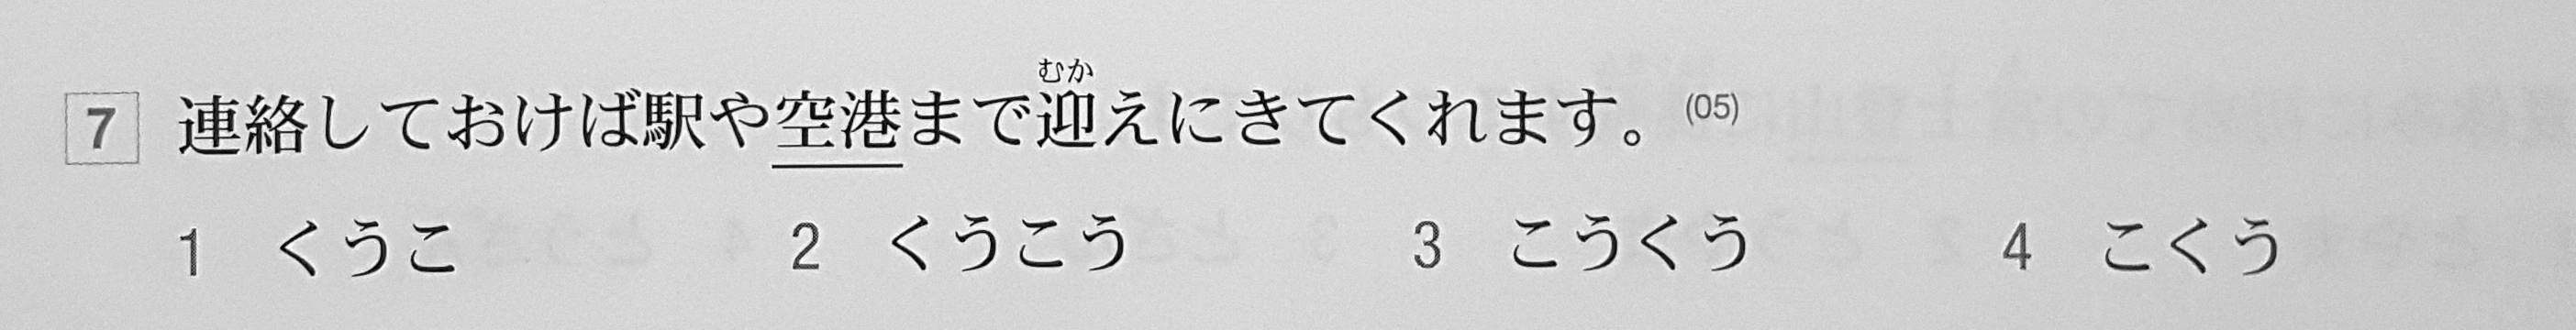 むか
7 連絡しておけば駅や空港まで迎えにきてくれます。(05)
1 くうこ 2 くうこう 3 こうくう 4 こくう